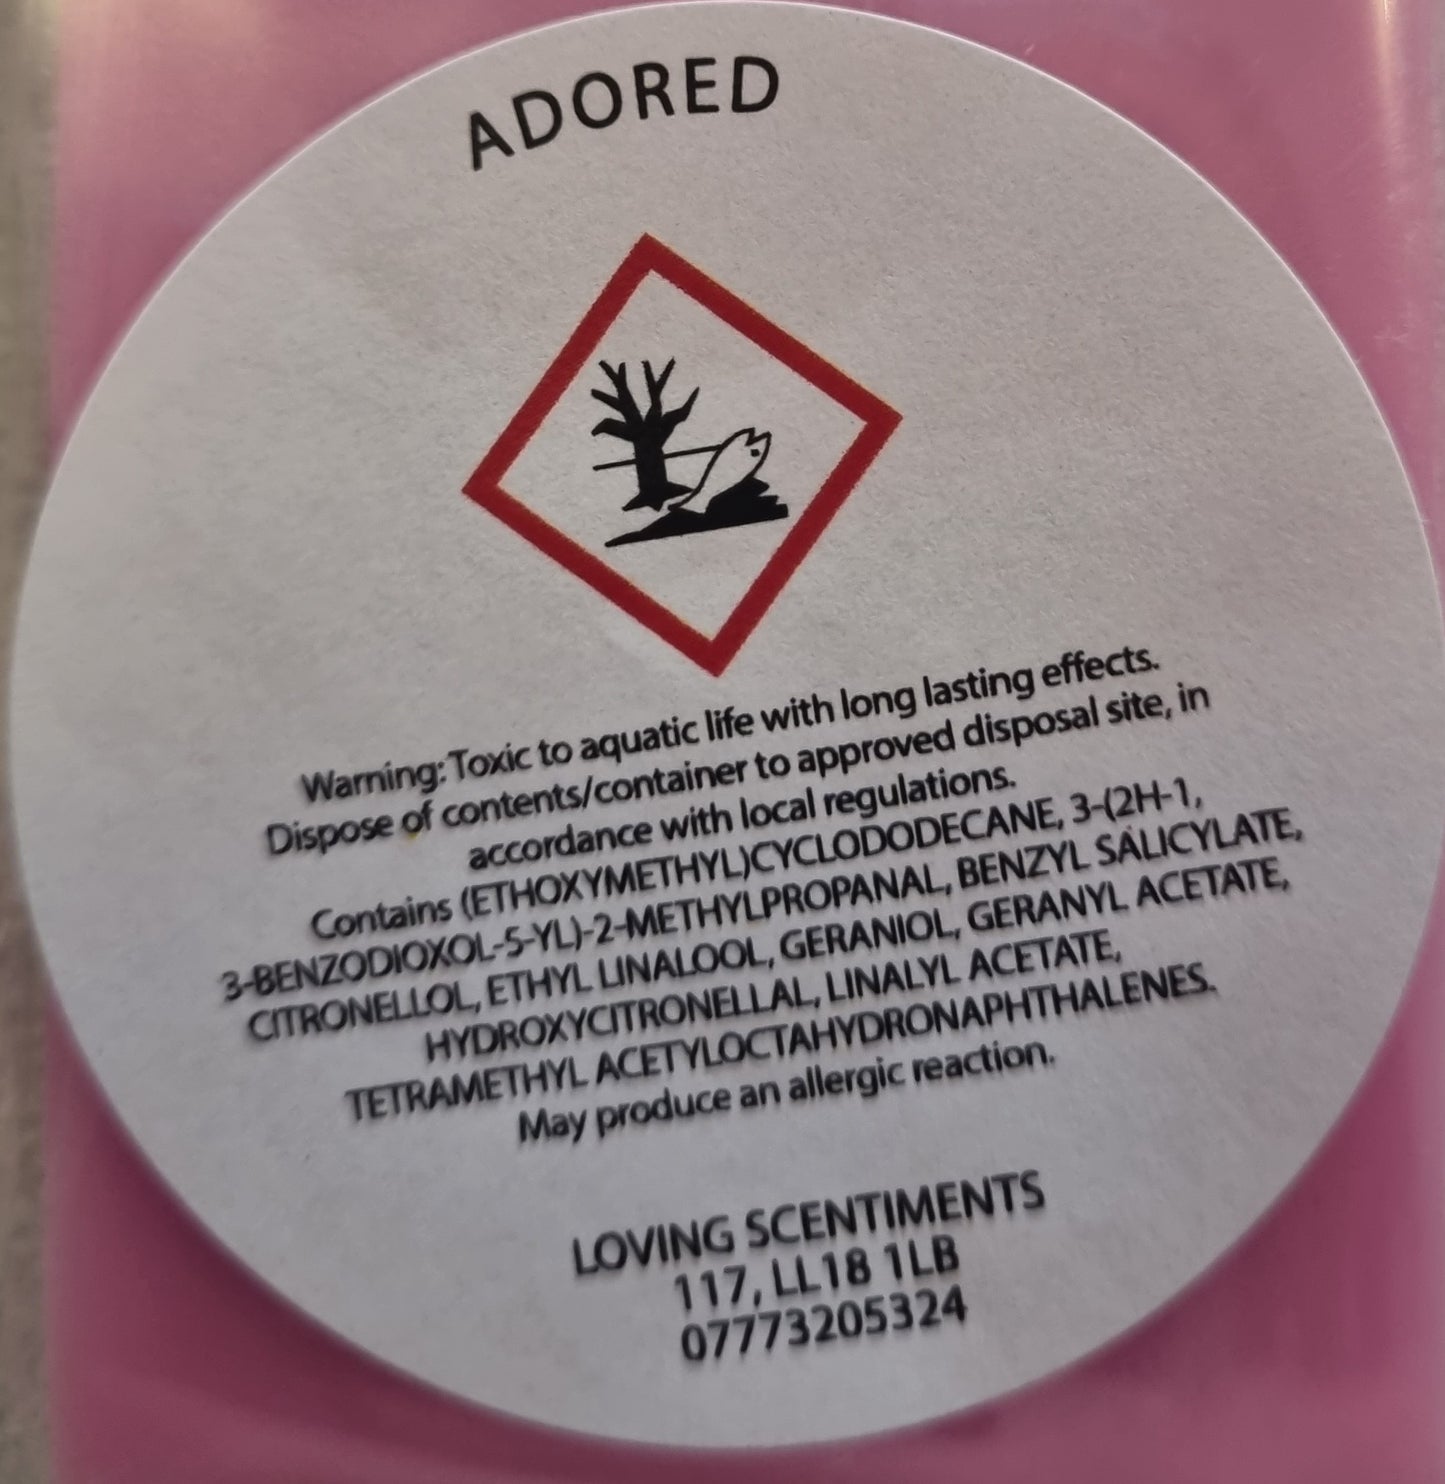 ADORED
Warning: Toxic to aquatic life with long lasting effects.
Dispose of contents/container to approved disposal site, in
accordance with local regulations.
Contains (ETHOXYMETHYL)CYCLODODECANE, 3-(2H-1,
3-BENZODIOXOL-5-YL)-2-METHYLPROPANAL, BENZYL SALICYLATE,
CITRONELLOL, ETHYL LINALOOL, GERANIOL, GERANYL ACETATE,
HYDROXYCITRONELLAL, LINALYL ACETATE,
TETRAMETHYL ACETYLOCTAHYDRONAPHTHALENES.
May produce an allergic reaction.
LOVING SCENTIMENTS
117, LL18 1LB
07773205324